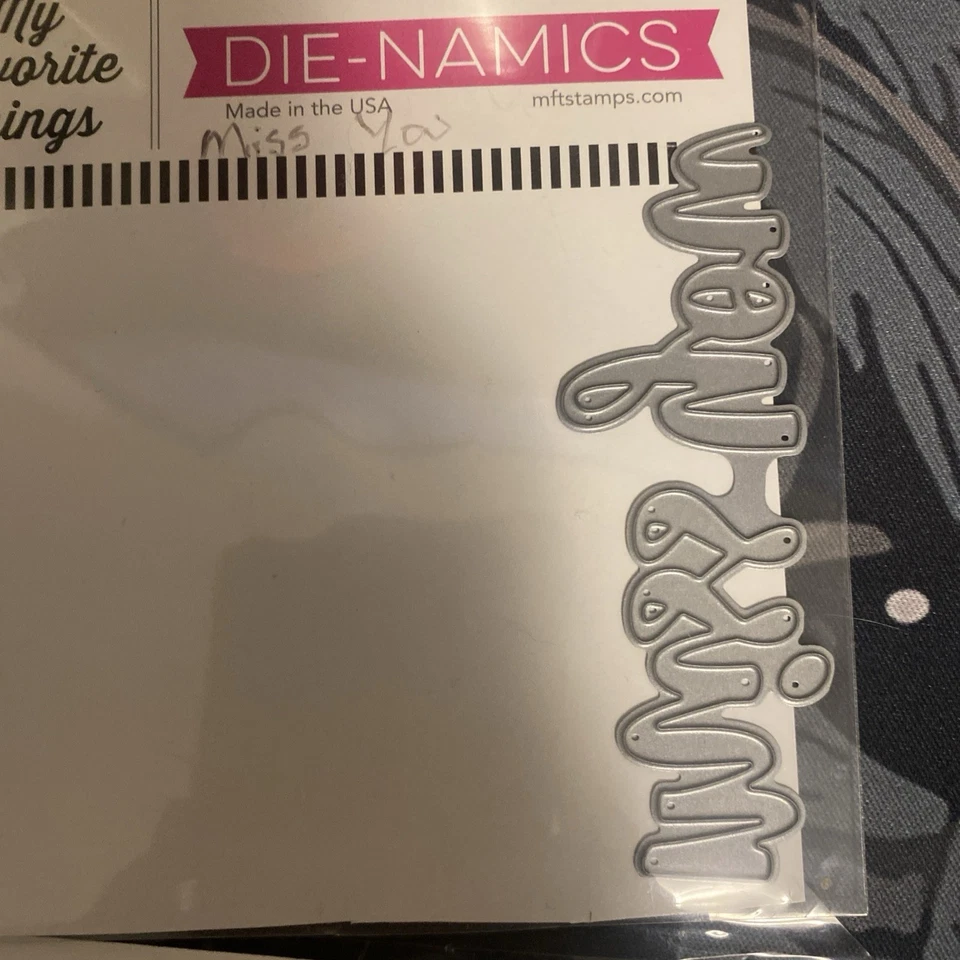 My
vorite
ings
DIE-NAMICS
Made in the USA
mftstamps.com
Miss You
miss you